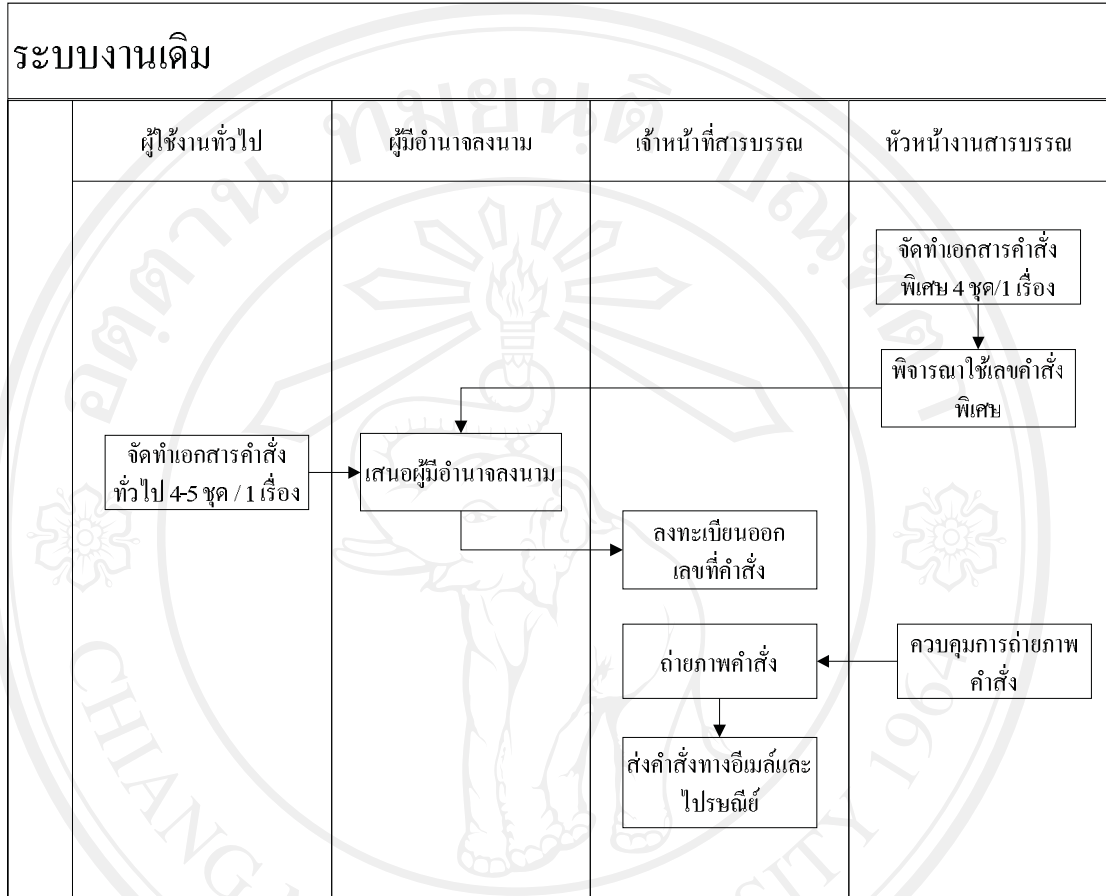 ระบบงานเดิม
ผู้ใช้งานทั่วไป
ผู้มีอำนาจลงนาม
เจ้าหน้าที่สารบรรณ
หัวหน้างานสารบรรณ
จัดทำเอกสารคำสั่ง
พิเศษ 4 ชุด/1 เรื่อง
พิจารณาใช้เลขคำสั่ง
พิเศษ
จัดทำเอกสารคำสั่ง
ทั่วไป 4-5 ชุด / 1 เรื่อง
เสนอผู้มีอำนาจลงนาม
ลงทะเบียนออก
เลขที่คำสั่ง
ถ่ายภาพคำสั่ง
ควบคุมการถ่ายภาพ
คำสั่ง
ส่งคำสั่งทางอีเมล์และ
ไปรษณีย์